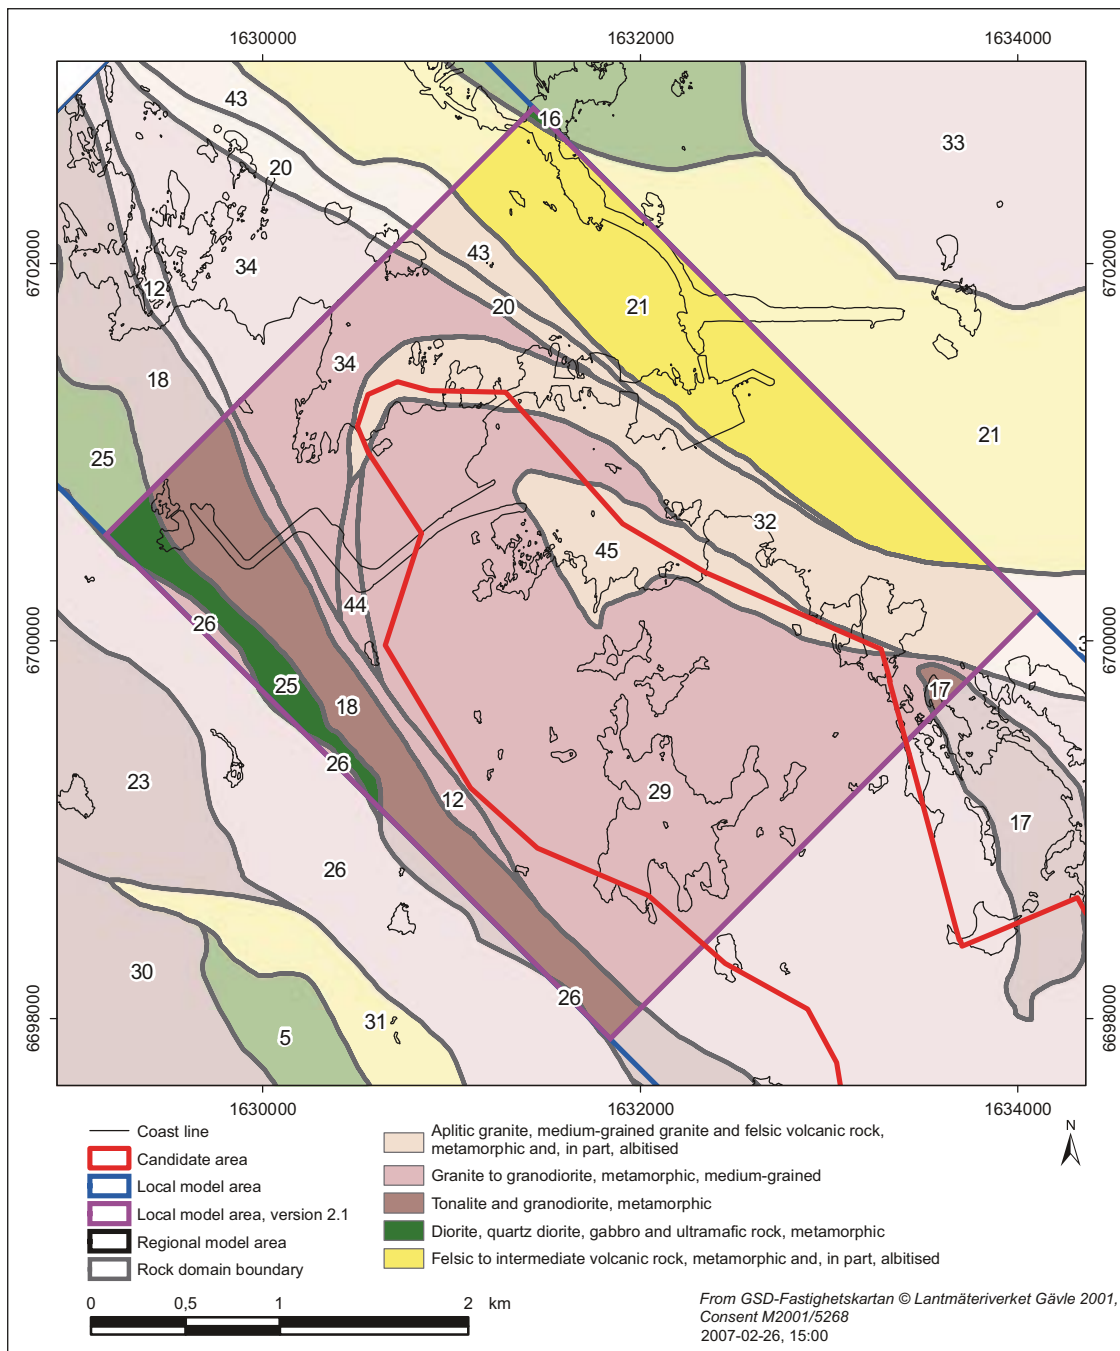 1630000 1632000 1634000
43
16
33
20
6702000 34 43 6702000
12
20 21
34
18
21
25
32
45
44
6700000 26 6700000
25 17
18
26
23 12 29
17
26
30
26
31
6698000 5 6698000
1630000 1632000 1634000
Coast line
Candidate area
Local model area
Local model area, version 2.1
Regional model area
Rock domain boundary
Aplitic granite, medium-grained granite and felsic volcanic rock,
metamorphic and, in part, albitised
Granite to granodiorite, metamorphic, medium-grained
Tonalite and granodiorite, metamorphic
Diorite, quartz diorite, gabbro and ultramafic rock, metamorphic
Felsic to intermediate volcanic rock, metamorphic and, in part, albitised
N
0 0,5 1 2 km
From GSD-Fastighetskartan © Lantmäteriverket Gävle 2001,
Consent M2001/5268
2007-02-26, 15:00